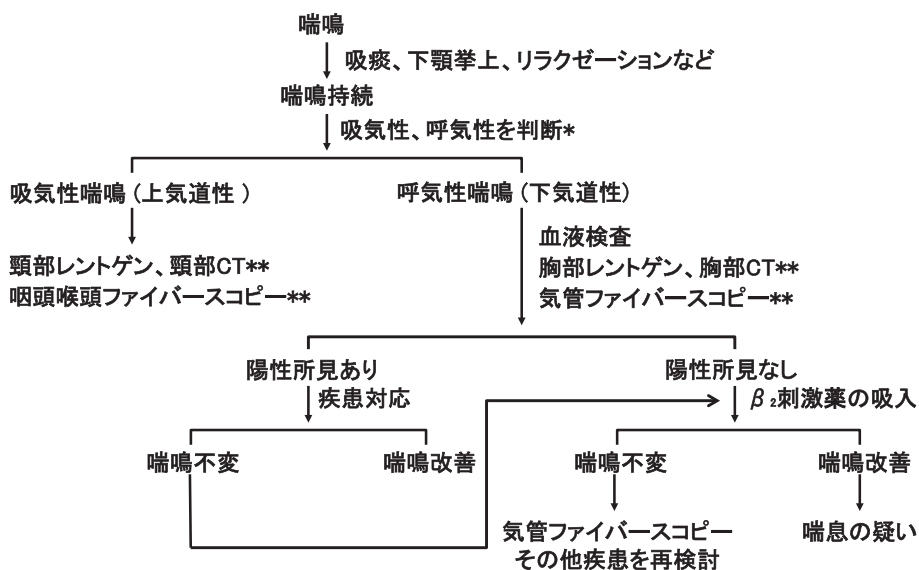 喘鳴
吸痰、下顎挙上、リラクゼーションなど
喘鳴持続
吸気性、呼気性を判断*
吸気性喘鳴(上気道性)
呼気性喘鳴(下気道性)
頸部レントゲン、頸部CT**
咽頭喉頭ファイバースコピー**
血液検査
胸部レントゲン、胸部CT**
気管ファイバースコピー**
陽性所見あり
陽性所見なし
疾患対応
β₂刺激薬の吸入
喘鳴不変
喘鳴改善
喘鳴不変
喘鳴改善
気管ファイバースコピー
その他疾患を再検討
喘息の疑い